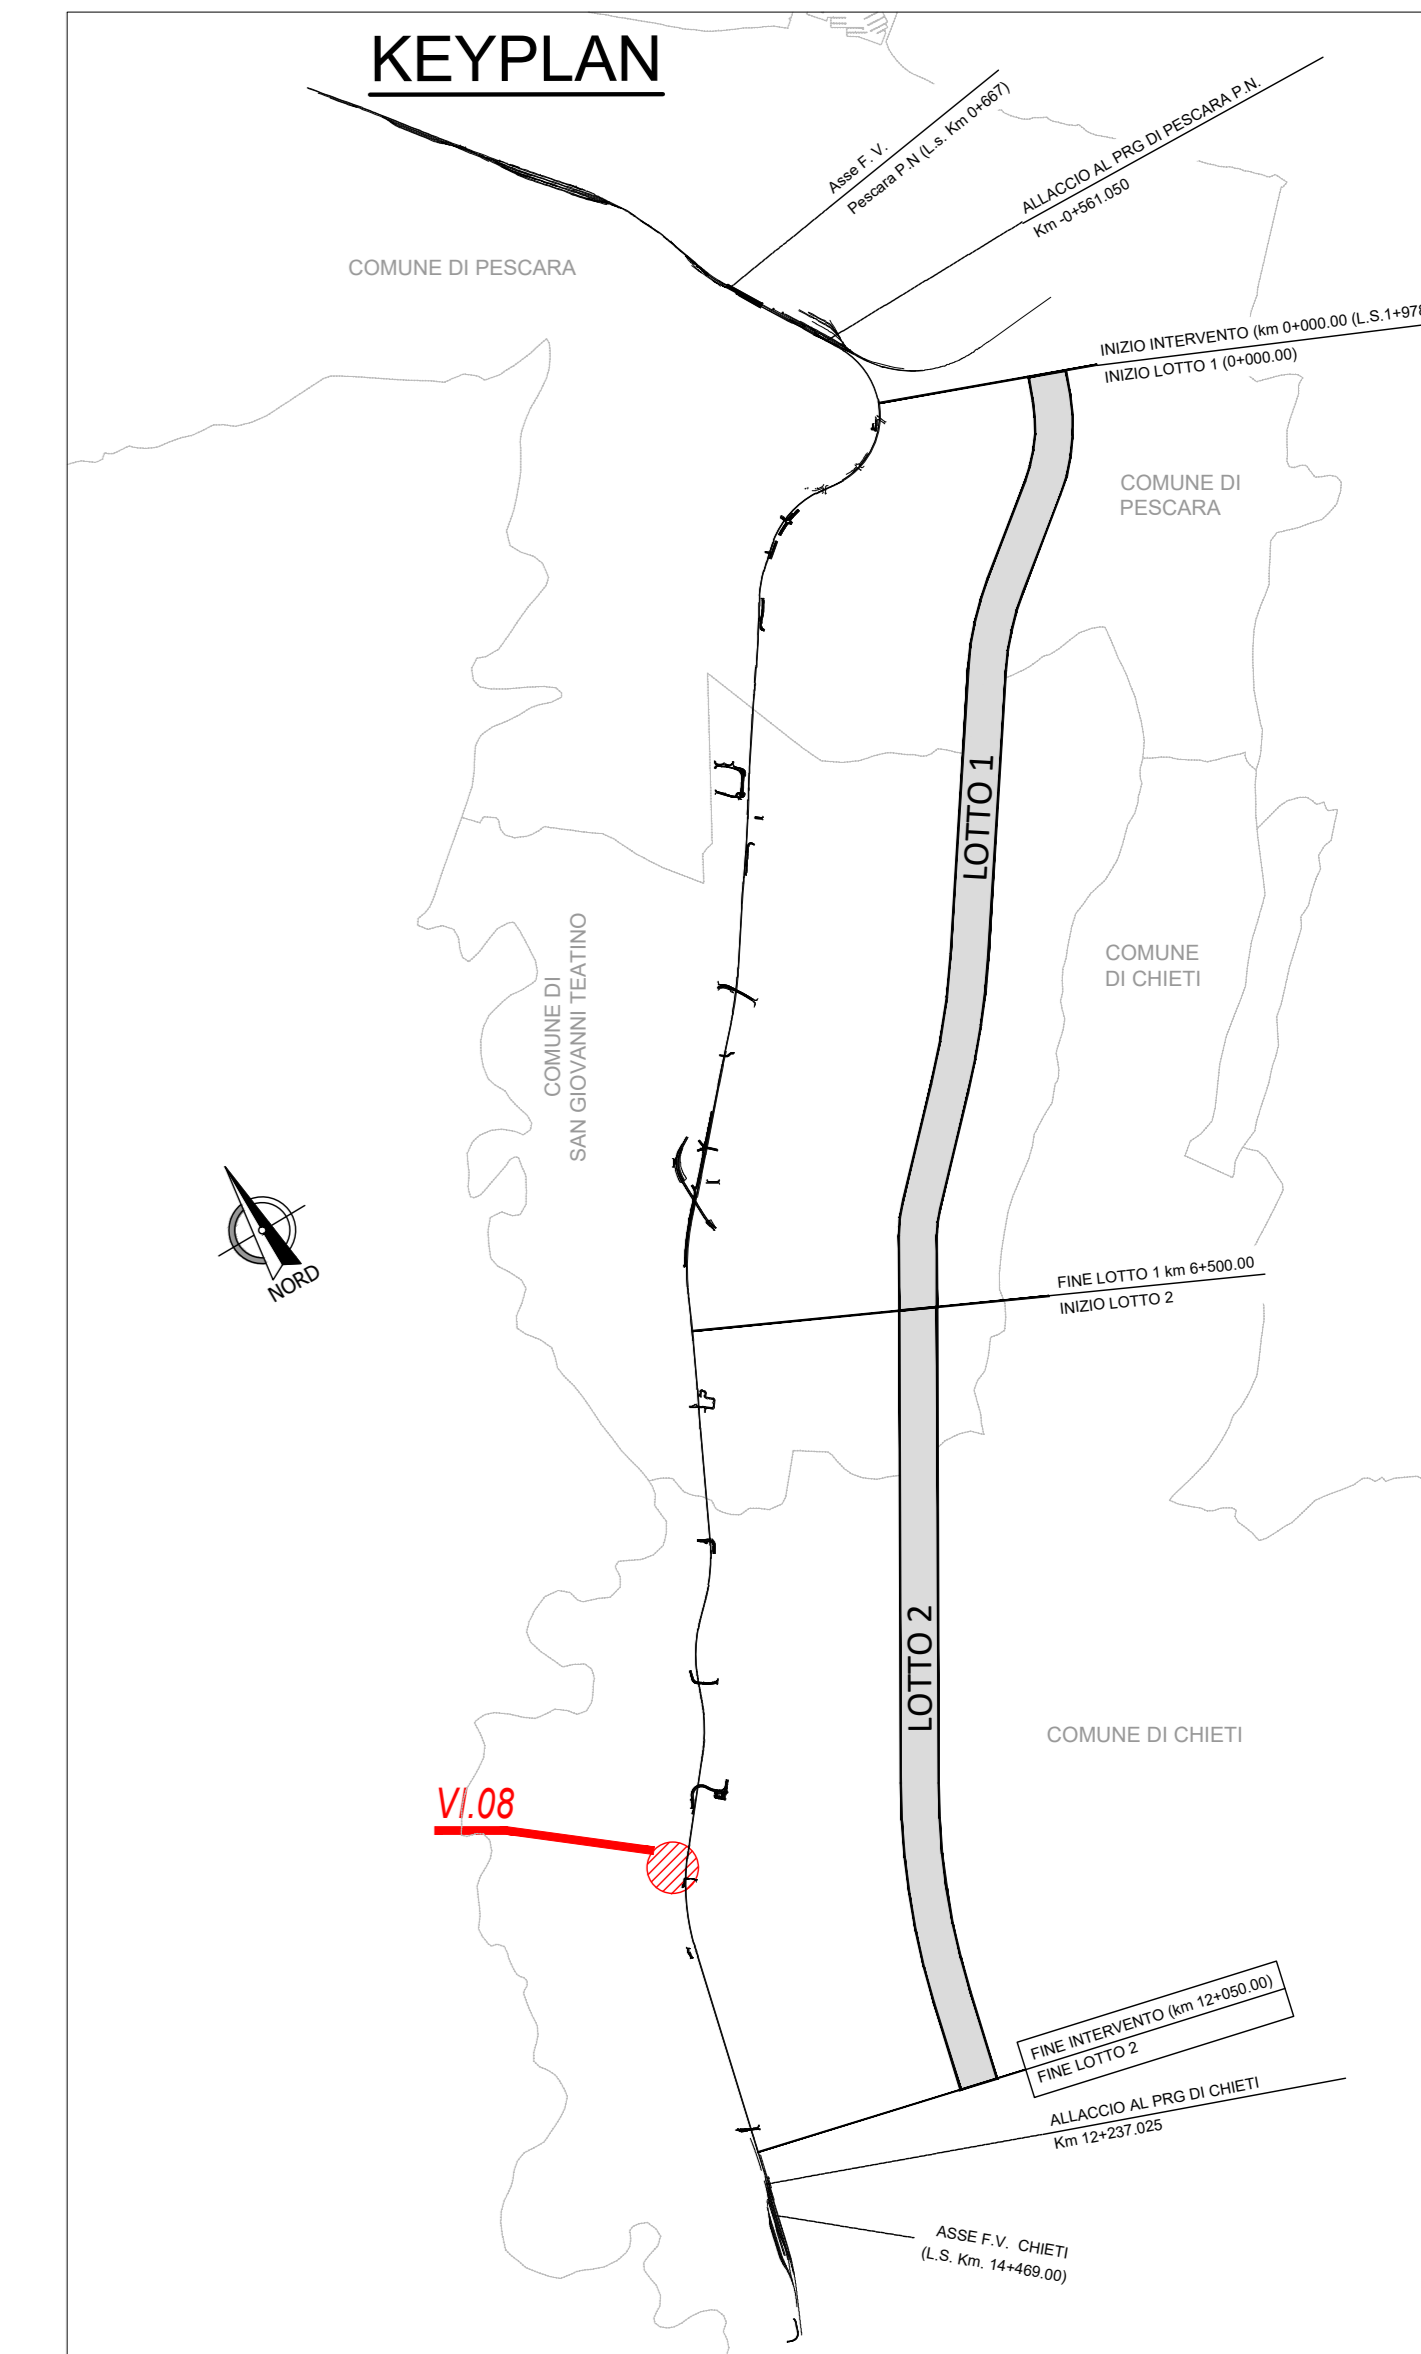 KEYPLAN
Asse F. V.
Pescara P.N (L.s. Km 0+667)
ALLACCIO AL PRG DI PESCARA P.N.
Km -0+561.050
COMUNE DI PESCARA
INIZIO INTERVENTO (km 0+000.00 (L.S.1+978
INIZIO LOTTO 1 (0+000.00)
COMUNE DI
PESCARA
LOTTO 1
COMUNE DI
SAN GIOVANNI TEATINO
COMUNE
DI CHIETI
NORD
FINE LOTTO 1 km 6+500.00
INIZIO LOTTO 2
LOTTO 2
COMUNE DI CHIETI
VI.08
FINE INTERVENTO (km 12+050.00)
FINE LOTTO 2
ALLACCIO AL PRG DI CHIETI
Km 12+237.025
ASSE F.V. CHIETI
(L.S. Km. 14+469.00)